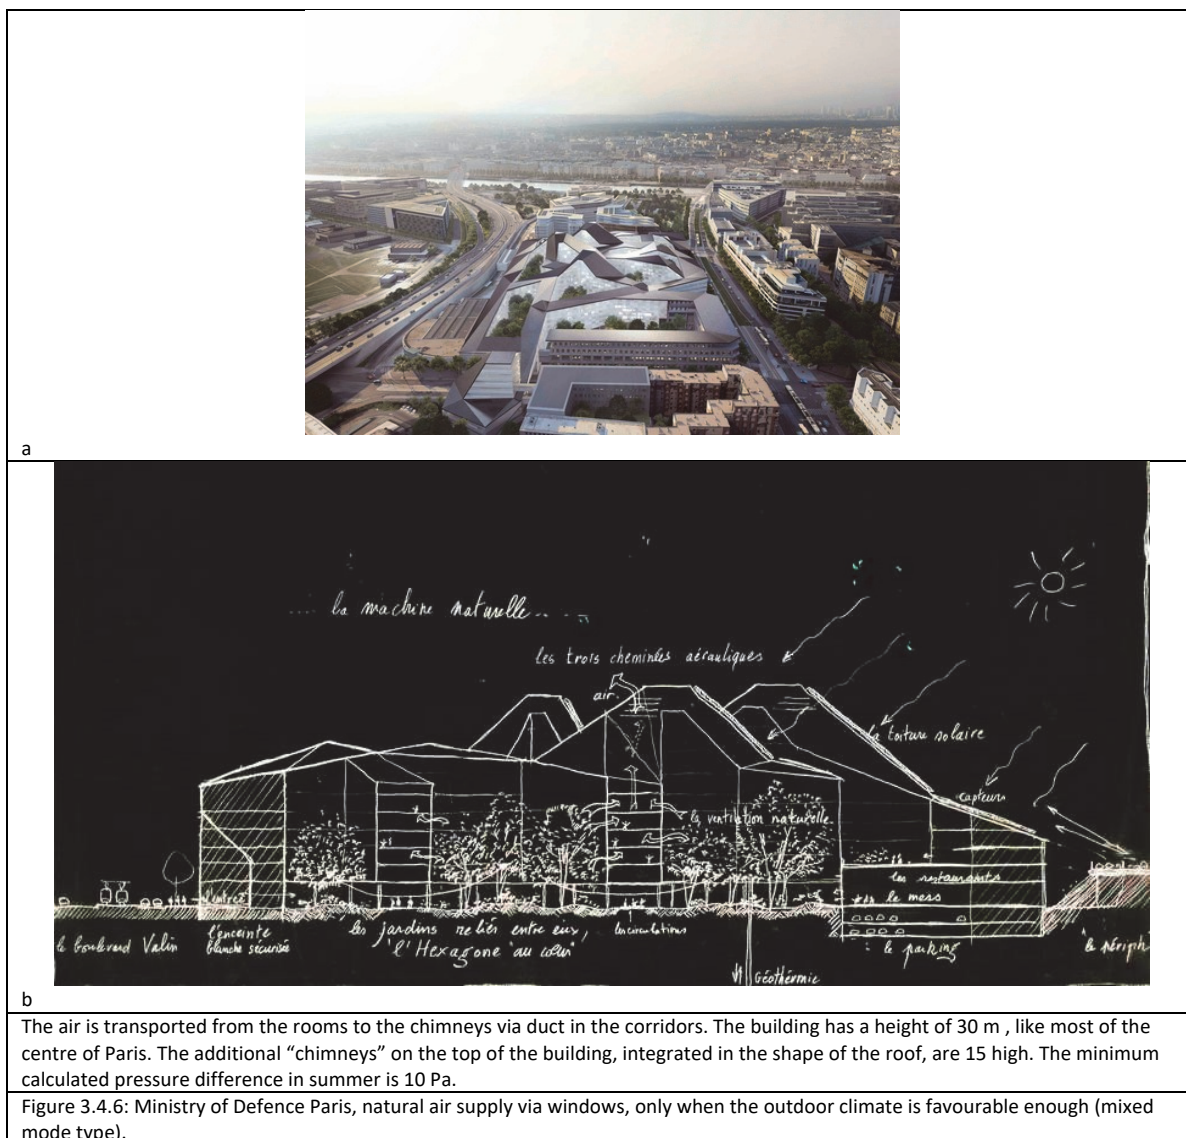 a
.... la machine naturelle....
les trois cheminées aérauliques
air
la toiture solaire
capteurs
la ventilation naturelle
les restaurants
le mess
l'entrée
le boulevard Valin
l'enceinte
blanche sécurisée
les jardins reliés entre eux,
"l'Hexagone au cœur"
les circulations
le parking
le périph
Géothermie
b
The air is transported from the rooms to the chimneys via duct in the corridors. The building has a height of 30 m , like most of the
centre of Paris. The additional “chimneys” on the top of the building, integrated in the shape of the roof, are 15 high. The minimum
calculated pressure difference in summer is 10 Pa.
Figure 3.4.6: Ministry of Defence Paris, natural air supply via windows, only when the outdoor climate is favourable enough (mixed
mode type).